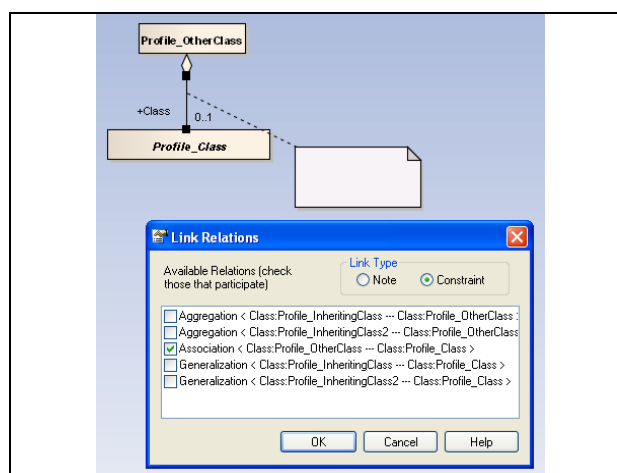 Profile_OtherClass
+Class
0..1
Profile_Class
Link Relations
Available Relations (check
those that participate)
Link Type
Note
Constraint
Aggregation < Class:Profile_InheritingClass --- Class:Profile_OtherClass :
Aggregation < Class:Profile_InheritingClass2 --- Class:Profile_OtherClass
Association < Class:Profile_OtherClass --- Class:Profile_Class >
Generalization < Class:Profile_InheritingClass --- Class:Profile_Class >
Generalization < Class:Profile_InheritingClass2 --- Class:Profile_Class >
OK
Cancel
Help